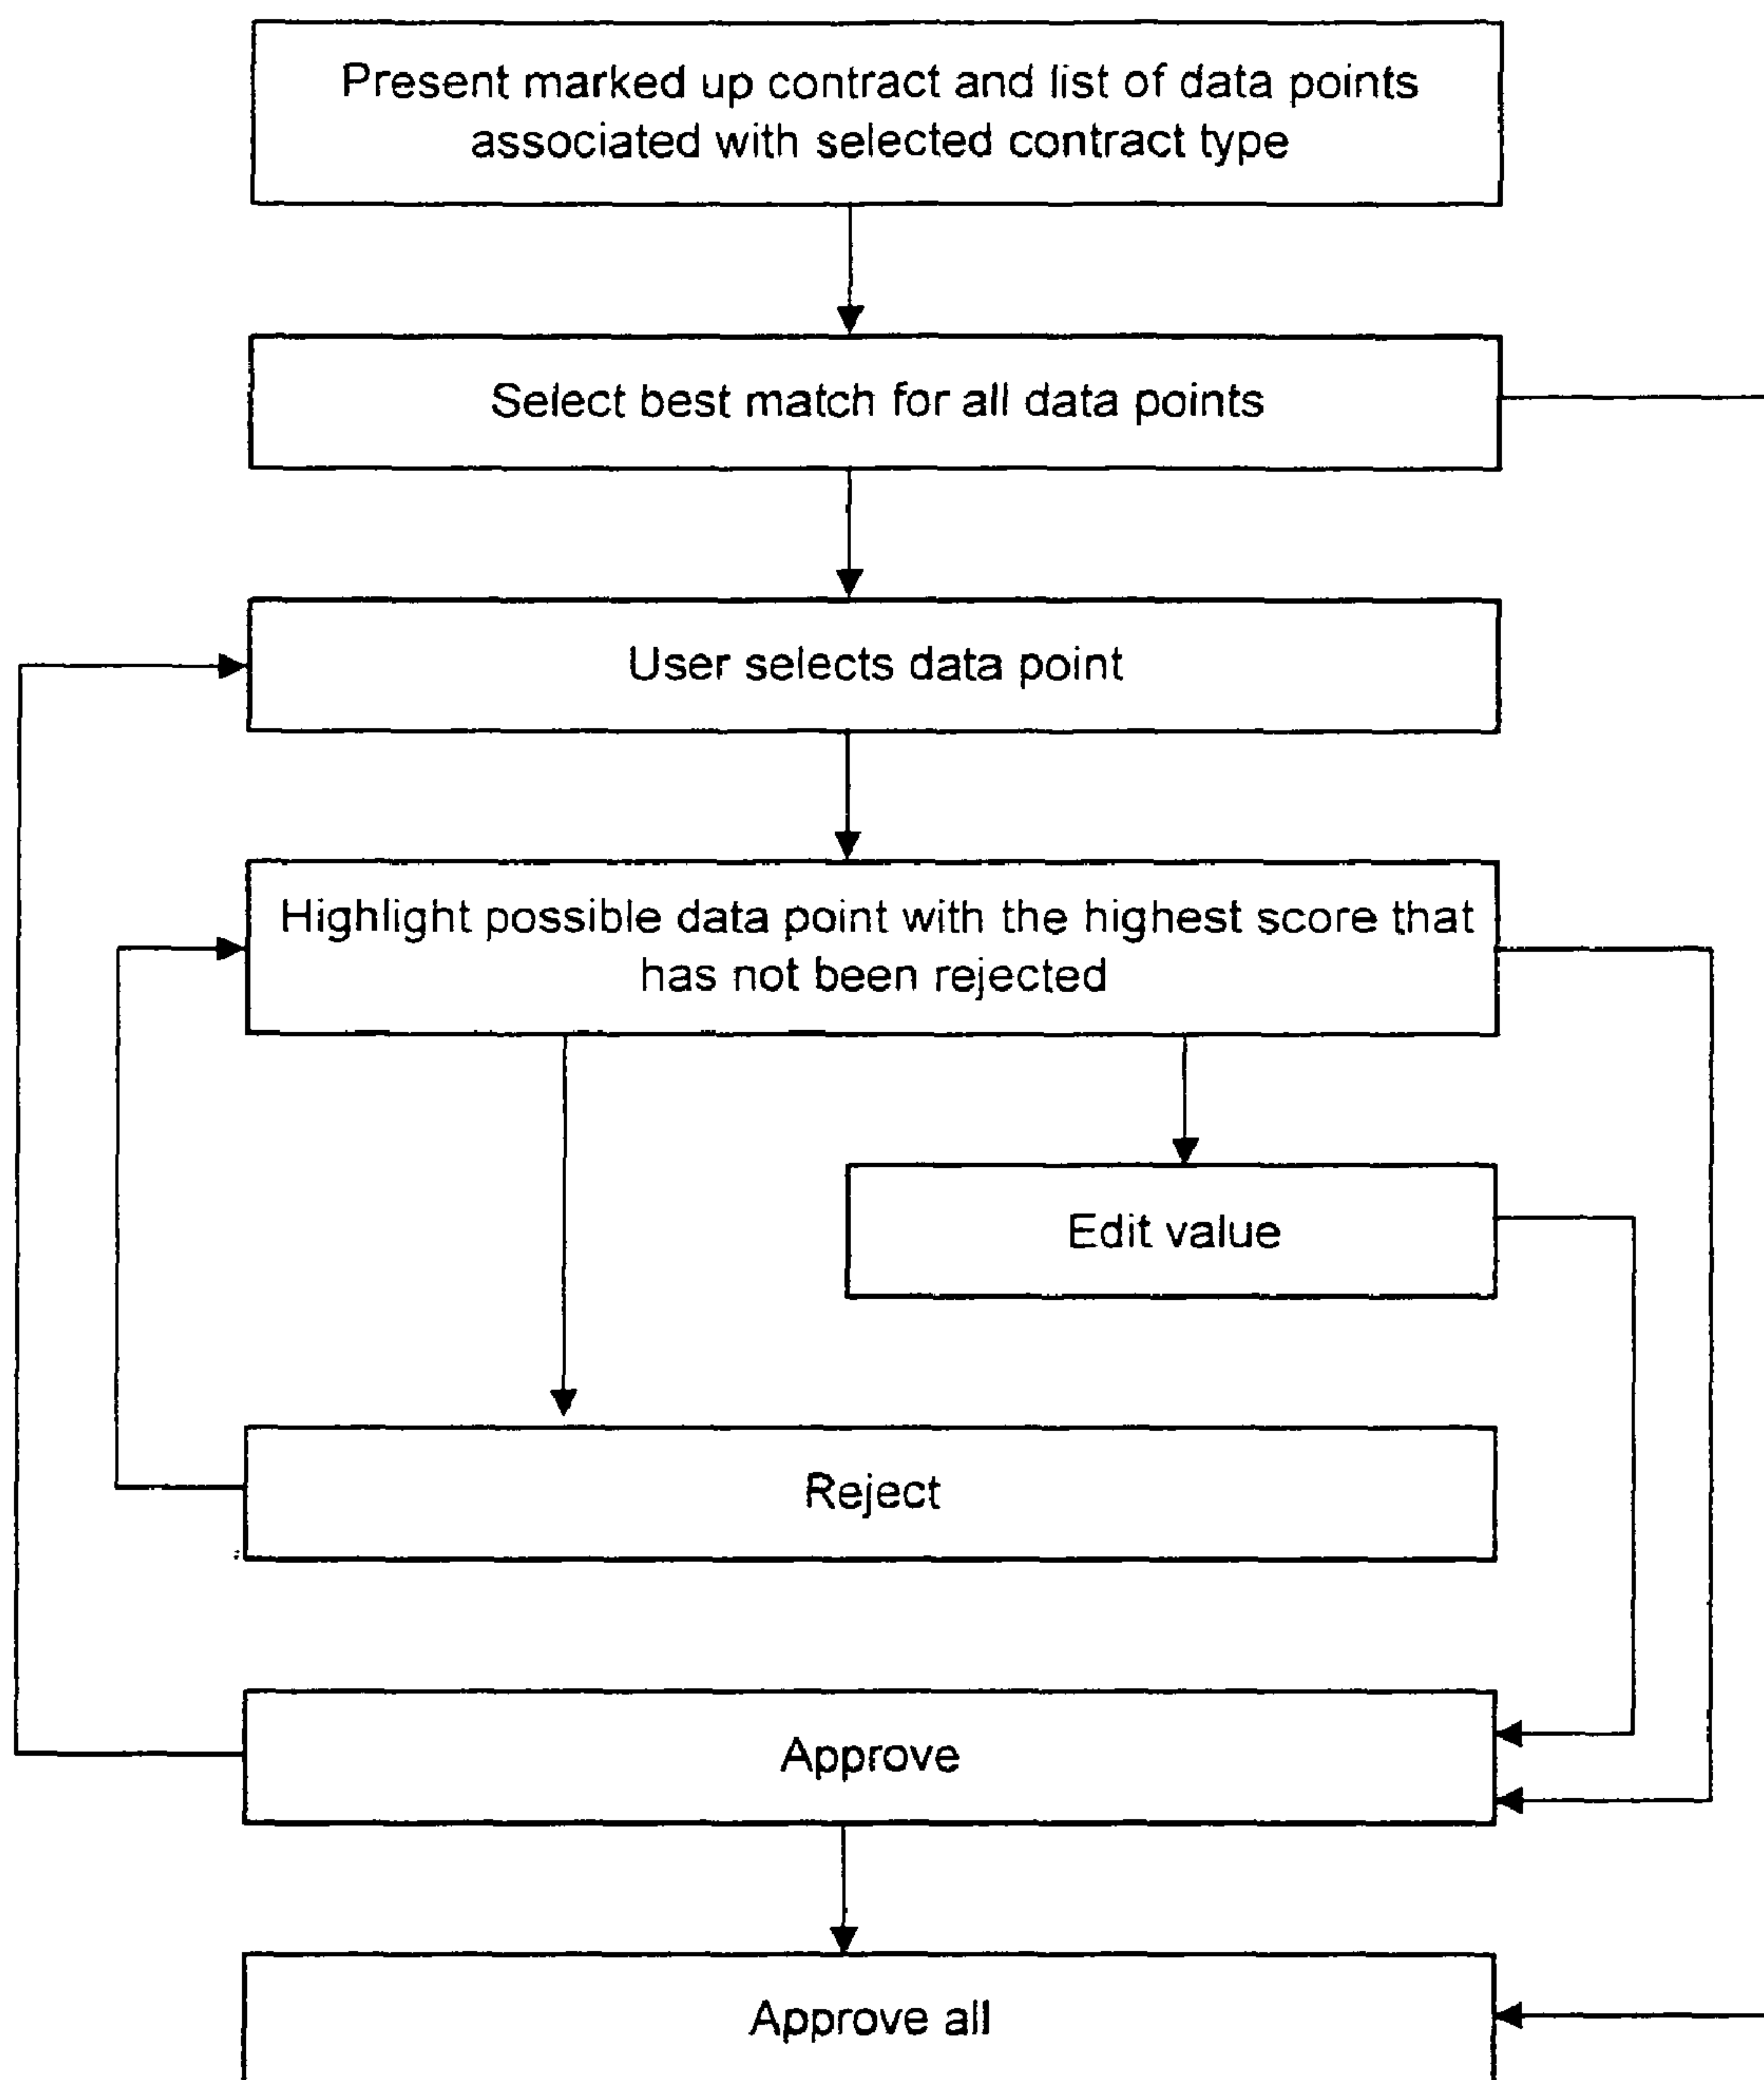 Present marked up contract and list of data points
associated with selected contract type
Select best match for all data points
User selects data point
Highlight possible data point with the highest score that
has not been rejected
Edit value
Reject
Approve
Approve all